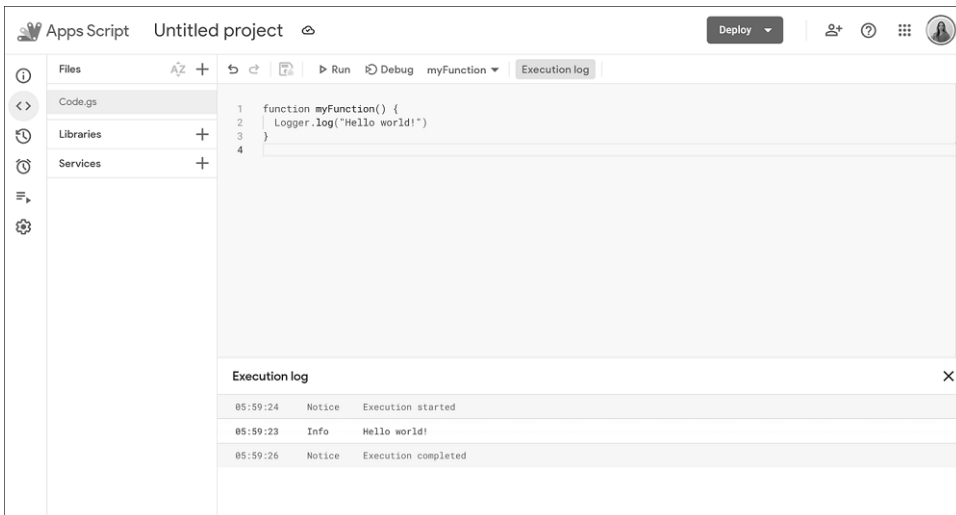 Apps Script Untitled project Deploy
Files AZ Run Debug myFunction Execution log
Code.gs
Libraries
Services
1 function myFunction() {
2 Logger.log("Hello world!")
3 }
4
Execution log
05:59:24 Notice Execution started
05:59:23 Info Hello world!
05:59:26 Notice Execution completed